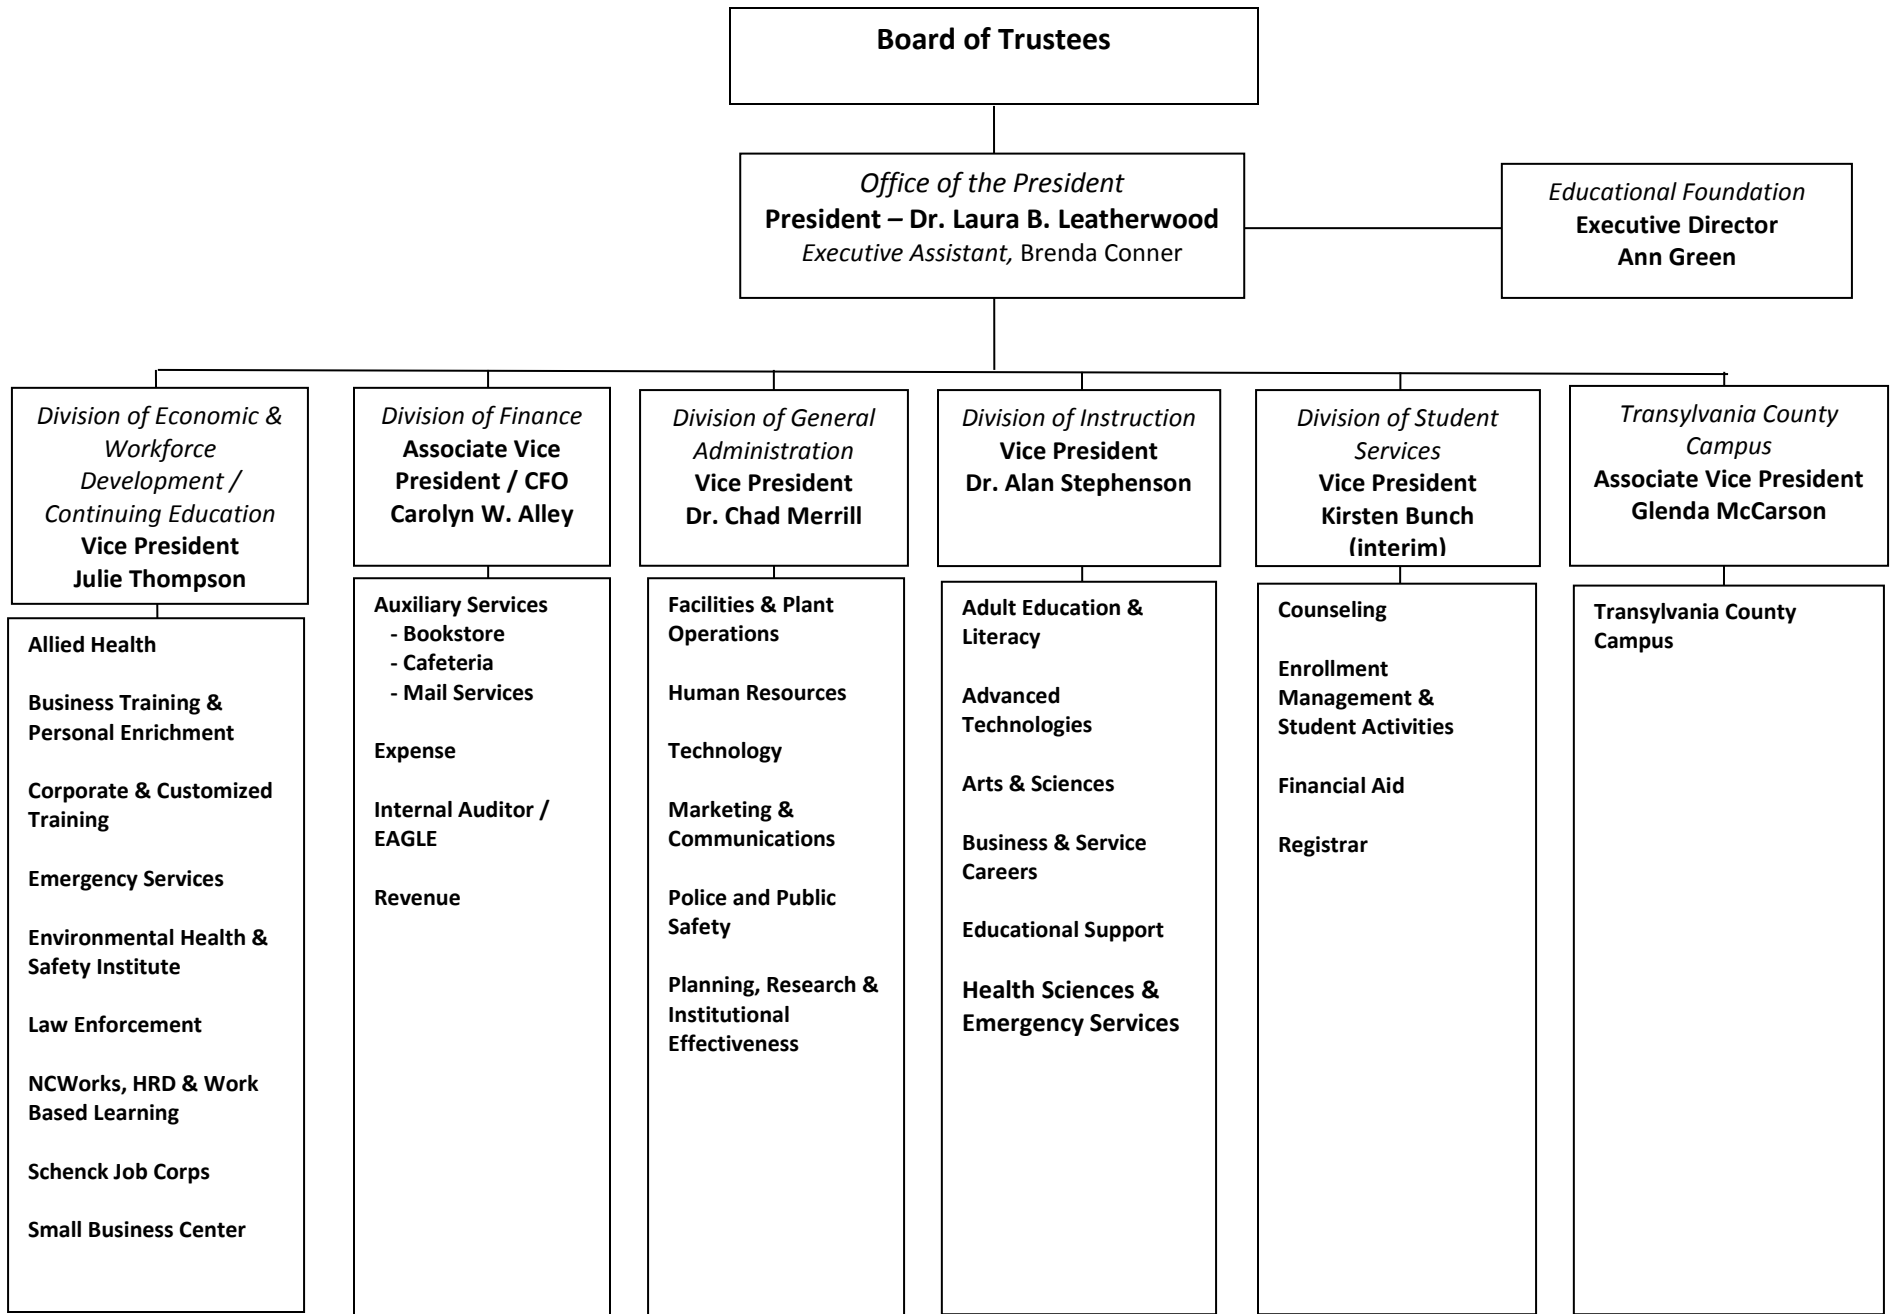 Board of Trustees
Office of the President
President – Dr. Laura B. Leatherwood
Executive Assistant, Brenda Conner
Educational Foundation
Executive Director
Ann Green
Division of Economic &
Workforce
Development /
Continuing Education
Vice President
Julie Thompson
Division of Finance
Associate Vice
President / CFO
Carolyn W. Alley
Division of General
Administration
Vice President
Dr. Chad Merrill
Division of Instruction
Vice President
Dr. Alan Stephenson
Division of Student
Services
Vice President
Kirsten Bunch
(interim)
Transylvania County
Campus
Associate Vice President
Glenda McCarson
Allied Health
Business Training &
Personal Enrichment
Corporate & Customized
Training
Emergency Services
Environmental Health &
Safety Institute
Law Enforcement
NCWorks, HRD & Work
Based Learning
Schenck Job Corps
Small Business Center
Auxiliary Services
- Bookstore
- Cafeteria
- Mail Services
Expense
Internal Auditor /
EAGLE
Revenue
Facilities & Plant
Operations
Human Resources
Technology
Marketing &
Communications
Police and Public
Safety
Planning, Research &
Institutional
Effectiveness
Adult Education &
Literacy
Advanced
Technologies
Arts & Sciences
Business & Service
Careers
Educational Support
Health Sciences &
Emergency Services
Counseling
Enrollment
Management &
Student Activities
Financial Aid
Registrar
Transylvania County
Campus